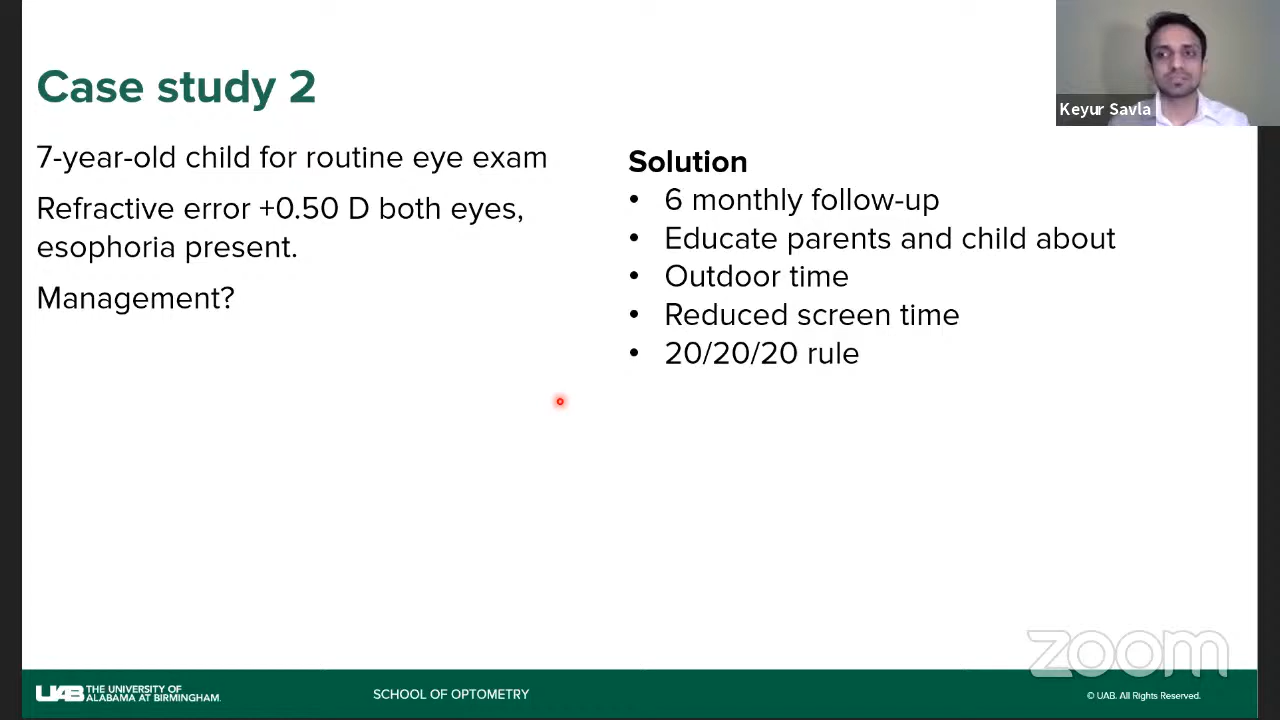 Case study 2
7-year-old child for routine eye exam
Refractive error +0.50 D both eyes,
esophoria present.
Management?
Solution
• 6 monthly follow-up
• Educate parents and child about
• Outdoor time
• Reduced screen time
• 20/20/20 rule
Keyur Savla
zoom
UAB THE UNIVERSITY OF
ALABAMA AT BIRMINGHAM.
SCHOOL OF OPTOMETRY
© UAB. All Rights Reserved.